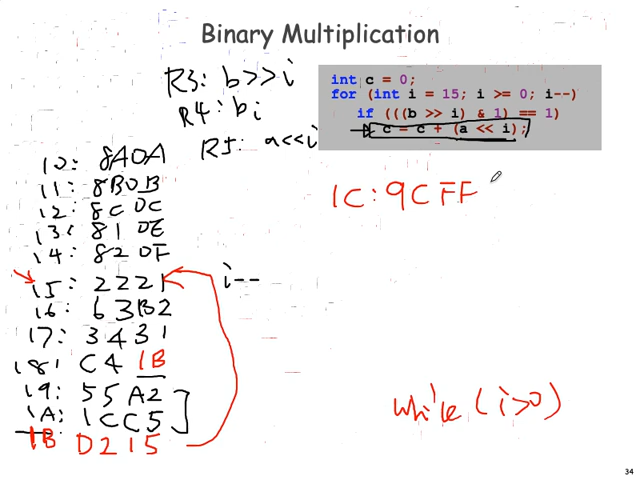 Binary Multiplication
R3: b>>i
R4: bi
R5: a<<i
int c = 0;
for (int i = 15; i >= 0; i--)
if (((b >> i) & 1) == 1)
c = c + (a << i);
10: 8A0A
11: 8B0B
12: 8C0C
13: 810E
14: 820F
15: 2221 i--
16: 63B2
17: 3431
18: C41B
19: 55A2
1A: 1CC5
1B D215
1C: 9CFF
while (i>0)
34